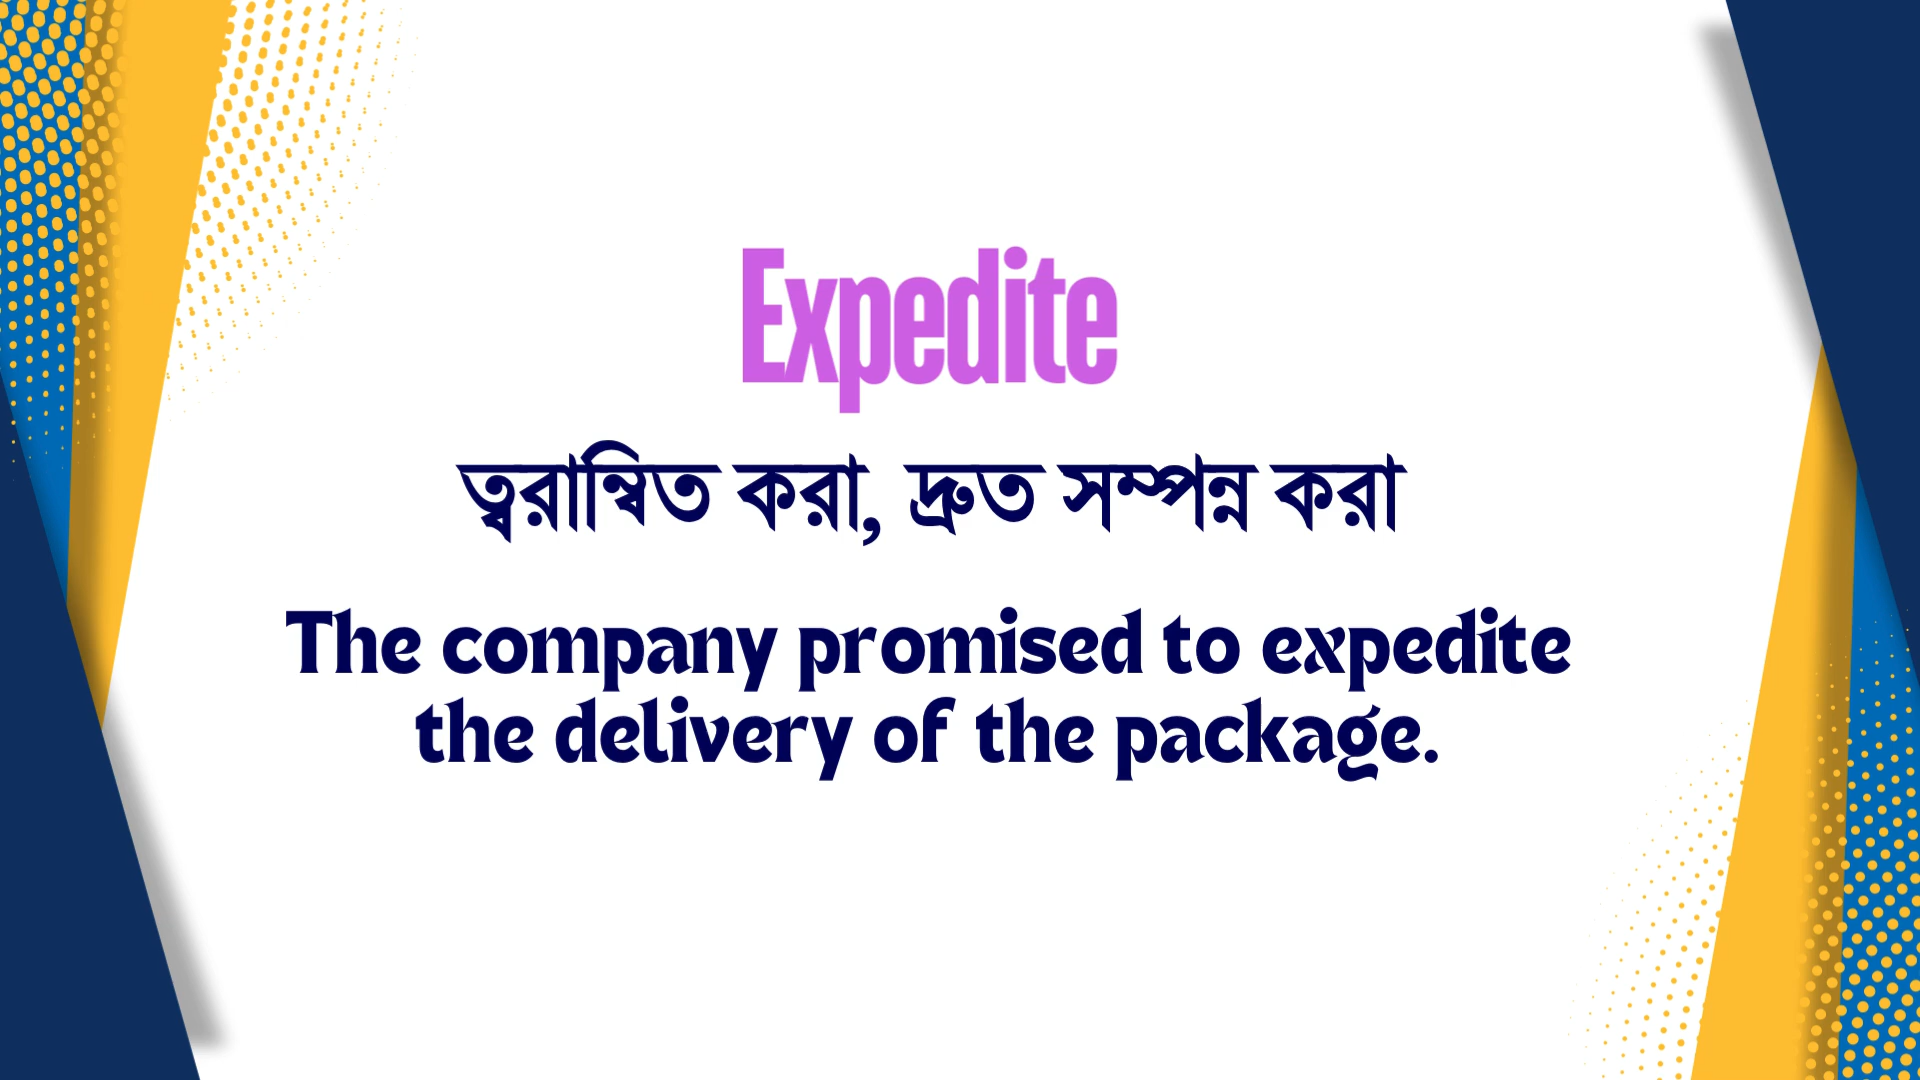 Expedite
ত্বরান্বিত করা, দ্রুত সম্পন্ন করা
The company promised to expedite
the delivery of the package.